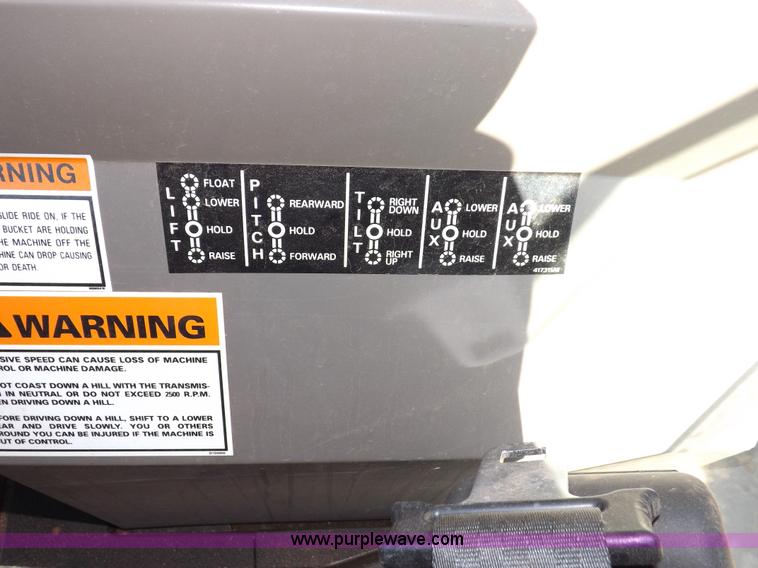 RNING
GLIDE RIDE ON, IF THE
BUCKET ARE HOLDING
THE MACHINE OFF THE
CAN DROP CAUSING
OR DEATH.
LIFT
FLOAT
LOWER
HOLD
RAISE
PITCH
REARWARD
HOLD
FORWARD
TILT
RIGHT
DOWN
HOLD
RIGHT
UP
AUX
LOWER
HOLD
RAISE
AUX
LOWER
HOLD
RAISE
WARNING
SIVE SPEED CAN CAUSE LOSS OF MACHINE
ROL OR MACHINE DAMAGE.
OT COAST DOWN A HILL WITH THE TRANSMIS-
IN NEUTRAL OR DO NOT EXCEED 2500 R.P.M.
EN DRIVING DOWN A HILL.
FORE DRIVING DOWN A HILL, SHIFT TO A LOWER
EAR AND DRIVE SLOWLY. YOU OR OTHERS
ROUND YOU CAN BE INJURED IF THE MACHINE IS
UT OF CONTROL.
www.purplewave.com